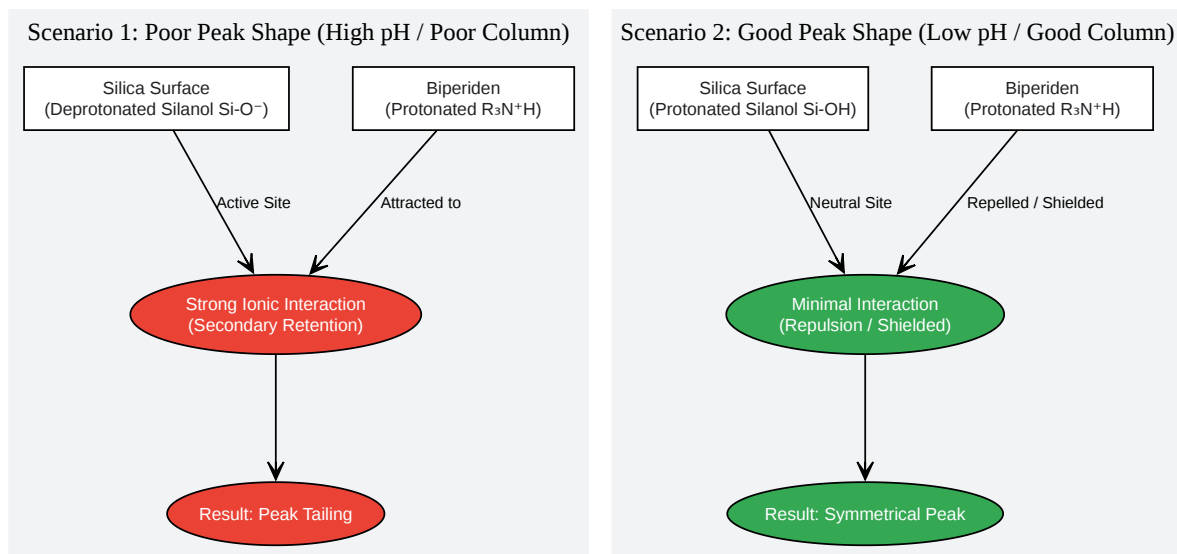 Scenario 1: Poor Peak Shape (High pH / Poor Column)
Silica Surface
(Deprotonated Silanol Si-O⁻)
Biperiden
(Protonated R₃N⁺H)
Active Site
Attracted to
Strong Ionic Interaction
(Secondary Retention)
Result: Peak Tailing
Scenario 2: Good Peak Shape (Low pH / Good Column)
Silica Surface
(Protonated Silanol Si-OH)
Biperiden
(Protonated R₃N⁺H)
Neutral Site
Repelled / Shielded
Minimal Interaction
(Repulsion / Shielded)
Result: Symmetrical Peak